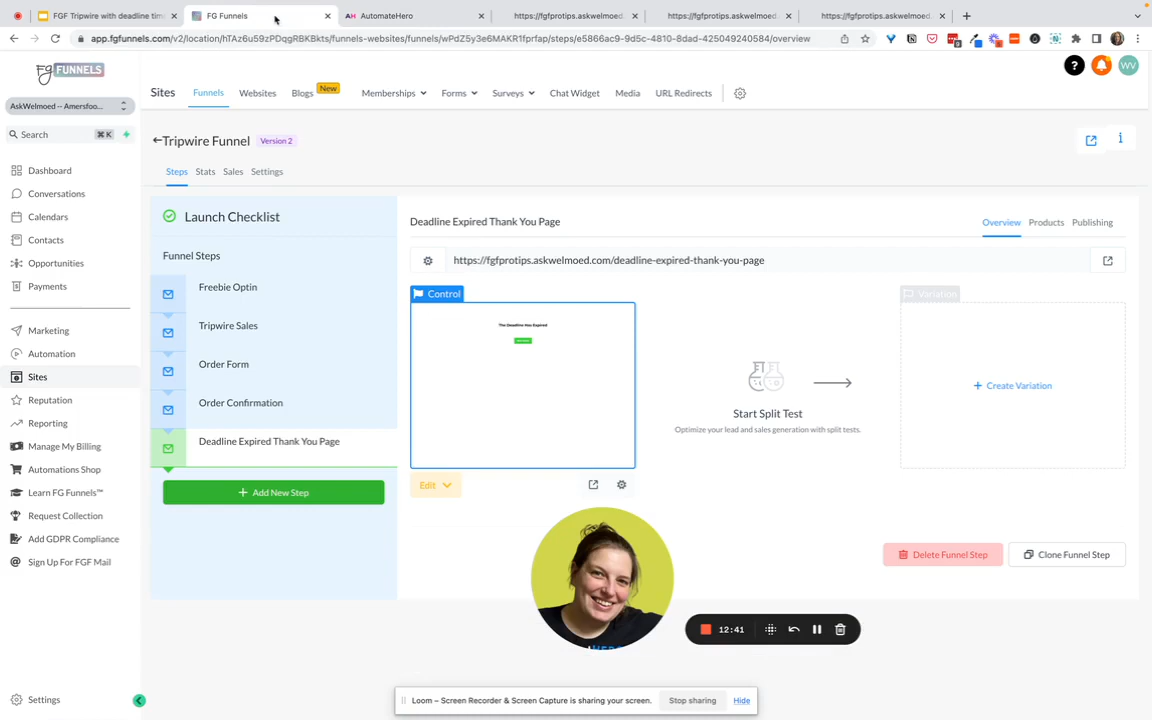 FGF Tripwire with deadline tim
FG Funnels
AutomateHero
https://fgfprotips.askwelmoed.c
https://fgfprotips.askwelmoed.c
https://fgfprotips.askwelmoed.c
app.fgfunnels.com/v2/location/hTAz6u59zPDqgRBKBkts/funnels-websites/funnels/wPdZ5y3e6MAKR1fprfap/steps/e5866ac9-9d5c-4810-8dad-425049240584/overview
FG FUNNELS
AskWelmoed -- Amersfoo...
Search
⌘K
Dashboard
Conversations
Calendars
Contacts
Opportunities
Payments
Marketing
Automation
Sites
Reputation
Reporting
Manage My Billing
Automations Shop
Learn FG Funnels™
Request Collection
Add GDPR Compliance
Sign Up For FGF Mail
Settings
Sites
Funnels
Websites
Blogs
New
Memberships
Forms
Surveys
Chat Widget
Media
URL Redirects
WV
Tripwire Funnel
Version 2
Steps
Stats
Sales
Settings
Launch Checklist
Funnel Steps
Freebie Optin
Tripwire Sales
Order Form
Order Confirmation
Deadline Expired Thank You Page
Add New Step
Deadline Expired Thank You Page
Overview
Products
Publishing
https://fgfprotips.askwelmoed.com/deadline-expired-thank-you-page
Control
The Deadline Has Expired
Edit
Start Split Test
Optimize your lead and sales generation with split tests.
Variation
Create Variation
Delete Funnel Step
Clone Funnel Step
12:41
Loom – Screen Recorder & Screen Capture is sharing your screen.
Stop sharing
Hide